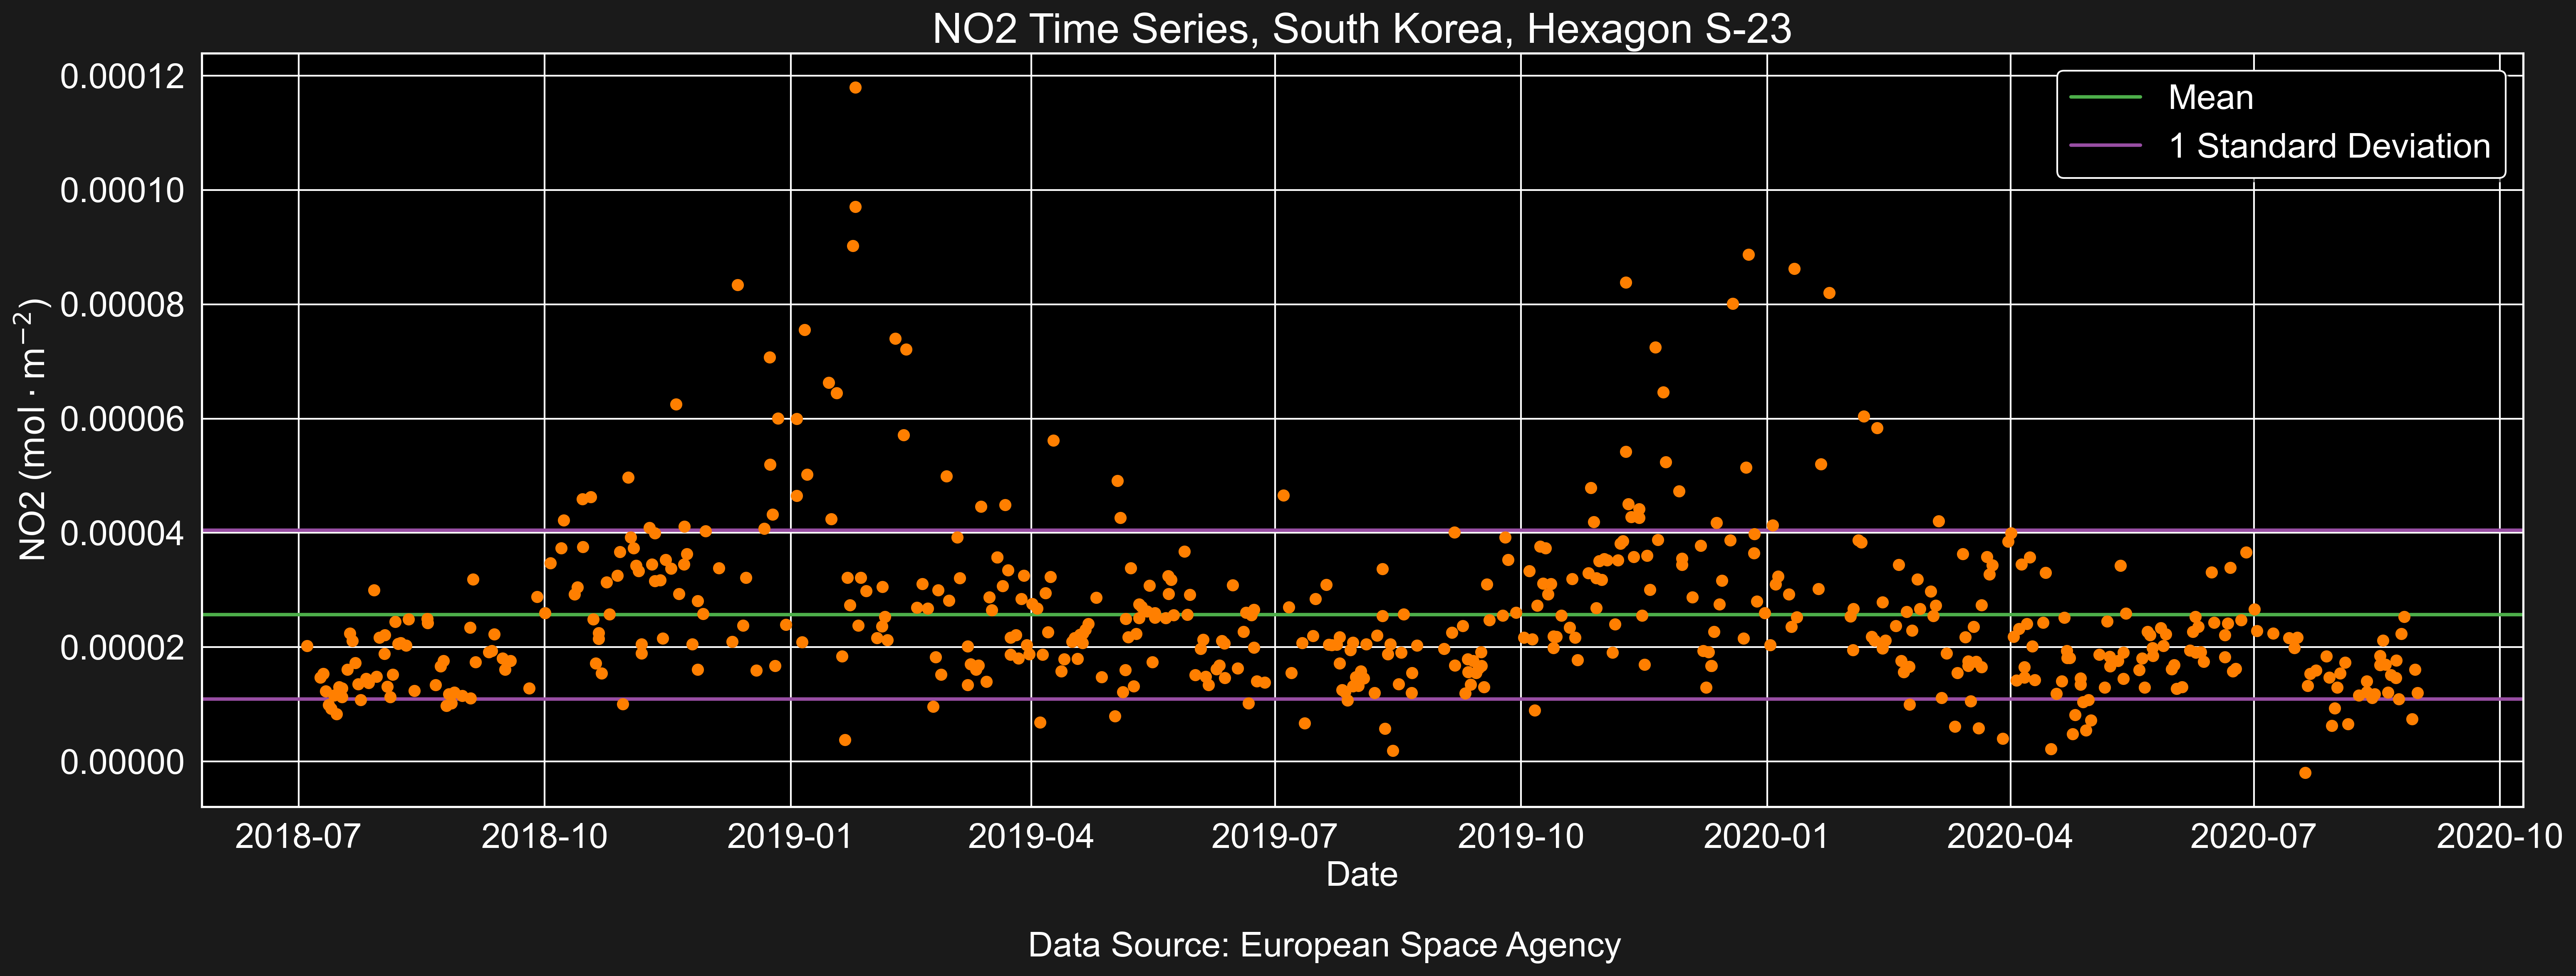 NO2 Time Series, South Korea, Hexagon S-23
NO2 (mol · m⁻²)
0.00012
0.00010
0.00008
0.00006
0.00004
0.00002
0.00000
Mean
1 Standard Deviation
2018-07 2018-10 2019-01 2019-04 2019-07 2019-10 2020-01 2020-04 2020-07 2020-10
Date
Data Source: European Space Agency